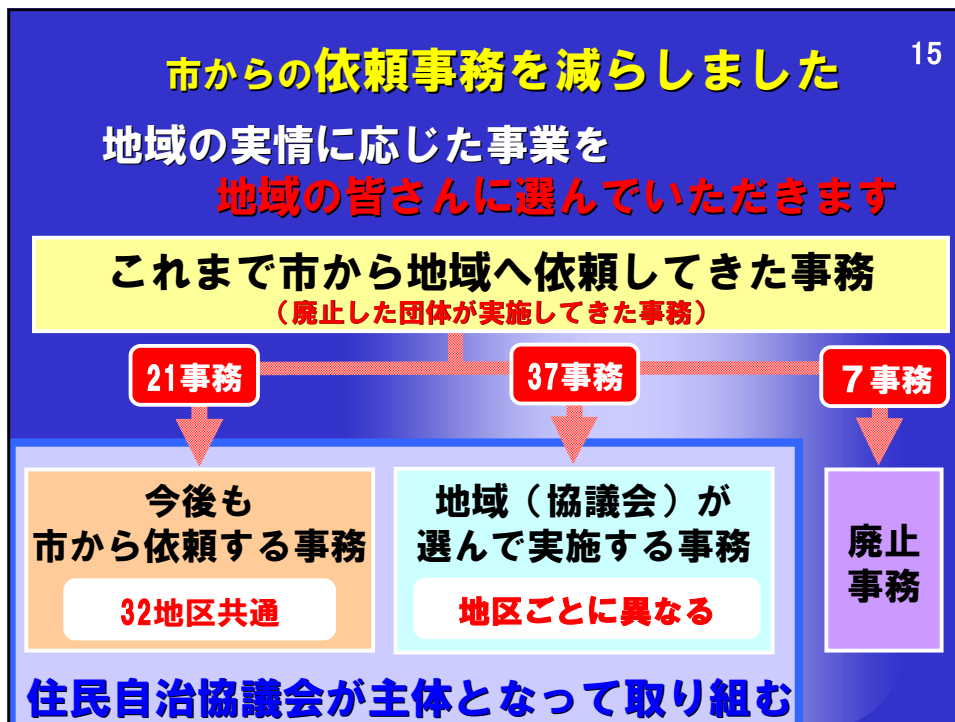 15
市からの依頼事務を減らしました
地域の実情に応じた事業を
地域の皆さんに選んでいただきます
これまで市から地域へ依頼してきた事務
（廃止した団体が実施してきた事務）
21事務
37事務
７事務
今後も
市から依頼する事務
32地区共通
地域（協議会）が
選んで実施する事務
地区ごとに異なる
廃止
事務
住民自治協議会が主体となって取り組む